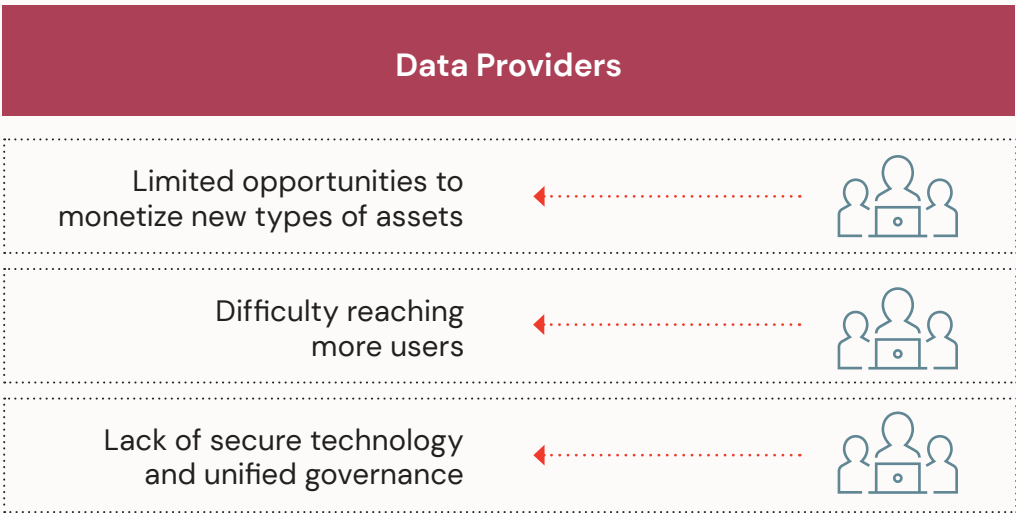 Data Providers
Limited opportunities to
monetize new types of assets
Difficulty reaching
more users
Lack of secure technology
and unified governance